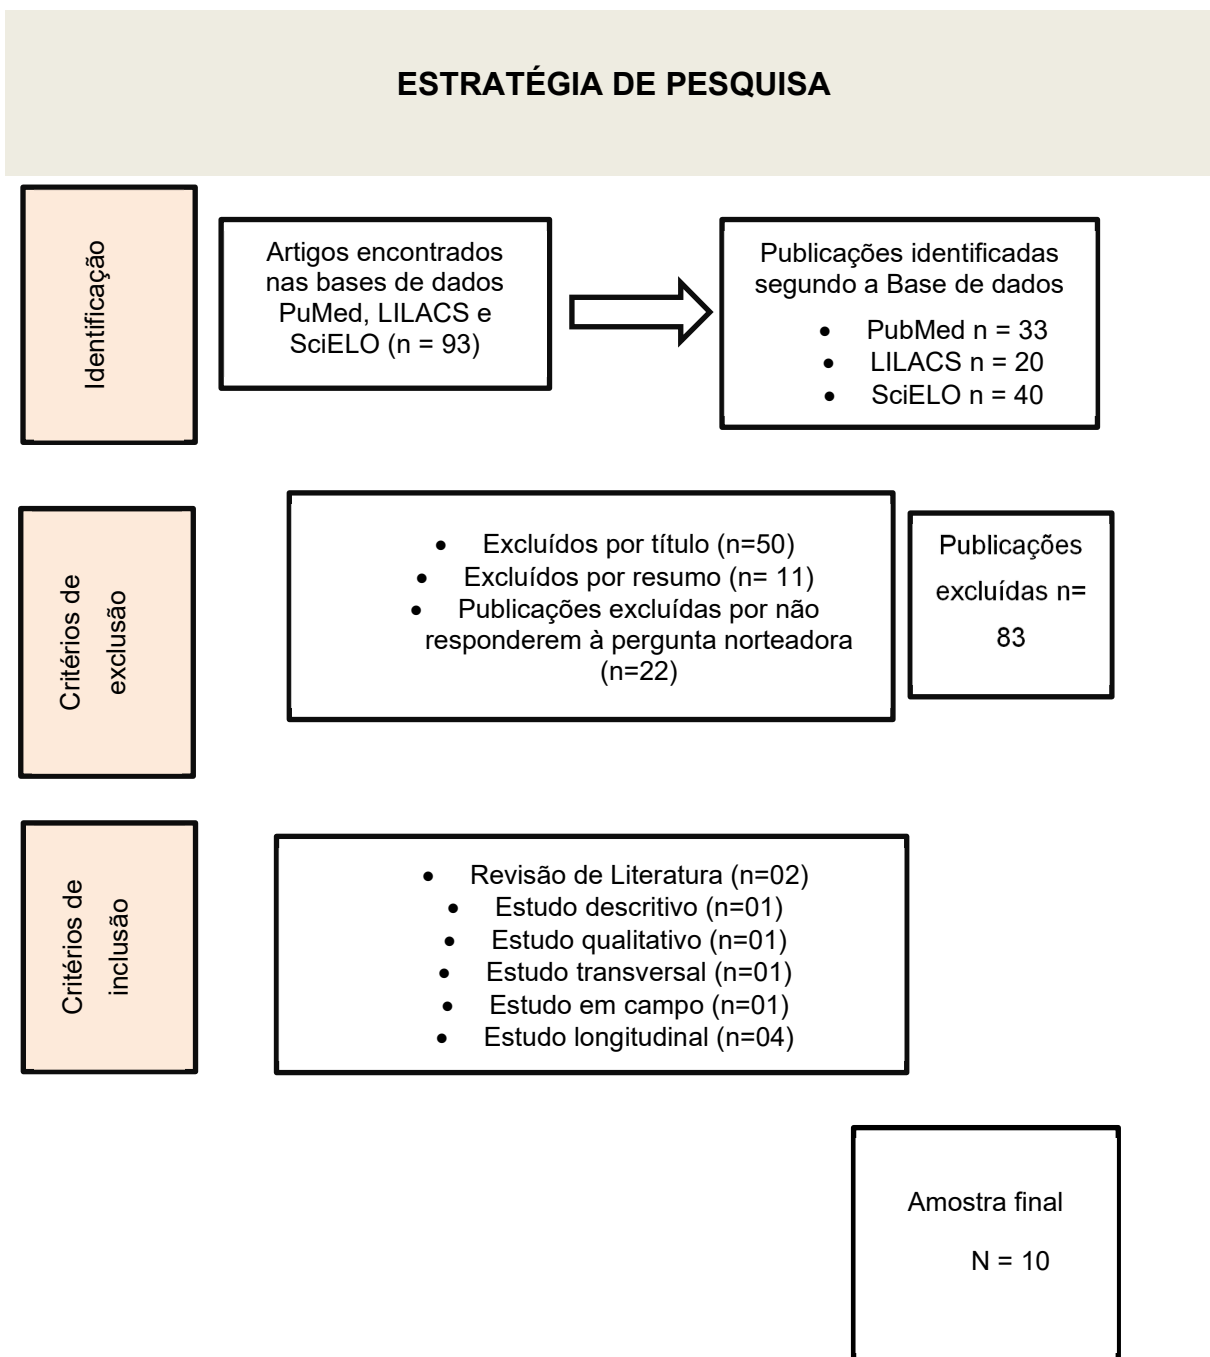 ESTRATÉGIA DE PESQUISA
Identificação
Artigos encontrados
nas bases de dados
PuMed, LILACS e
SciELO (n = 93)
Publicações identificadas
segundo a Base de dados
• PubMed n = 33
• LILACS n = 20
• SciELO n = 40
Critérios de
exclusão
• Excluídos por título (n=50)
• Excluídos por resumo (n= 11)
• Publicações excluídas por não
responderem à pergunta norteadora
(n=22)
Publicações
excluídas n=
83
Critérios de
inclusão
• Revisão de Literatura (n=02)
• Estudo descritivo (n=01)
• Estudo qualitativo (n=01)
• Estudo transversal (n=01)
• Estudo em campo (n=01)
• Estudo longitudinal (n=04)
Amostra final
N = 10